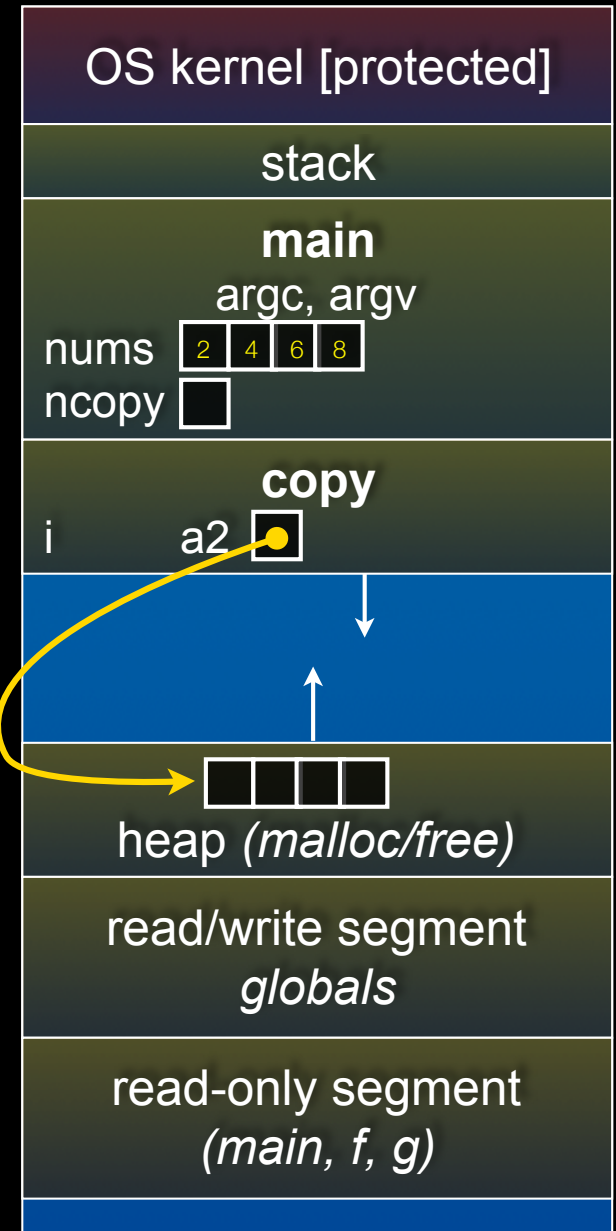 OS kernel [protected]
stack
main
argc, argv
nums 2 4 6 8
ncopy
copy
i a2
heap (malloc/free)
read/write segment
globals
read-only segment
(main, f, g)